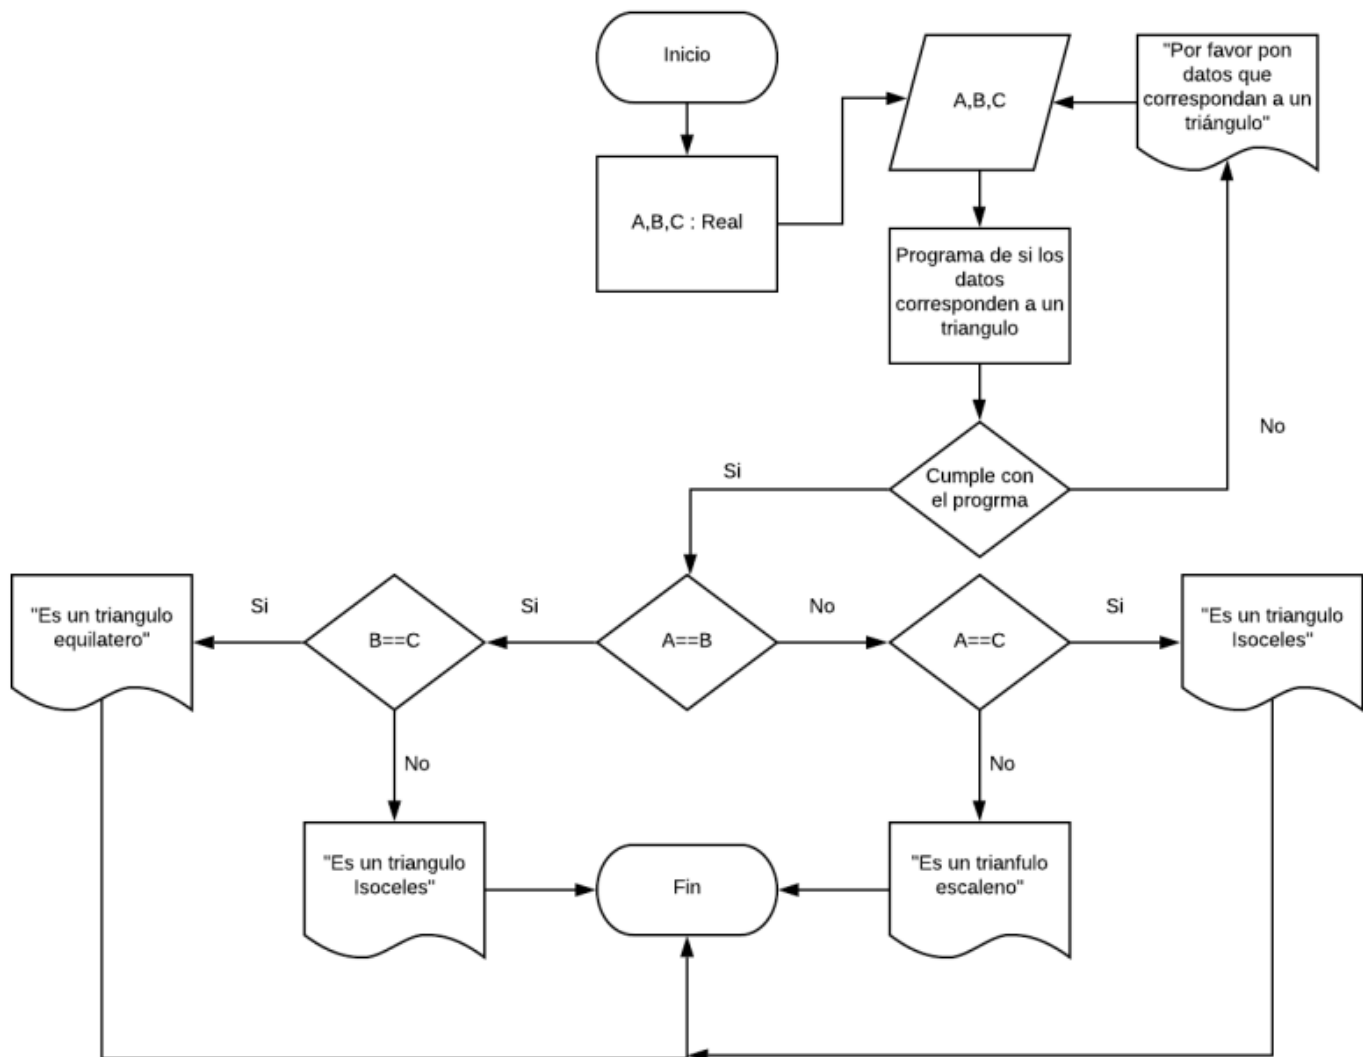 Inicio
A,B,C : Real
A,B,C
"Por favor pon
datos que
correspondan a un
triángulo"
Programa de si los
datos
corresponden a un
triangulo
Cumple con
el progrma
Si
No
A==B
Si
No
B==C
Si
No
"Es un triangulo
equilatero"
"Es un triangulo
Isoceles"
A==C
Si
No
"Es un triangulo
Isoceles"
"Es un trianfulo
escaleno"
Fin